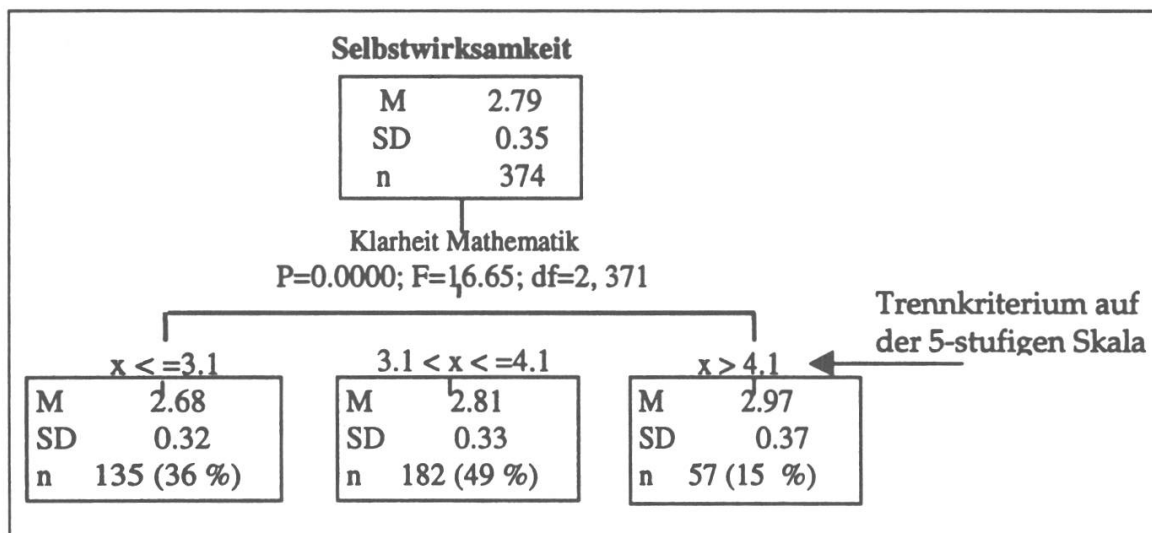 Selbstwirksamkeit
M 2.79
SD 0.35
n 374
Klarheit Mathematik
P=0.0000; F=16.65; df=2, 371
Trennkriterium auf
der 5-stufigen Skala
x < =3.1
M 2.68
SD 0.32
n 135 (36 %)
3.1 < x < =4.1
M 2.81
SD 0.33
n 182 (49 %)
x > 4.1
M 2.97
SD 0.37
n 57 (15 %)